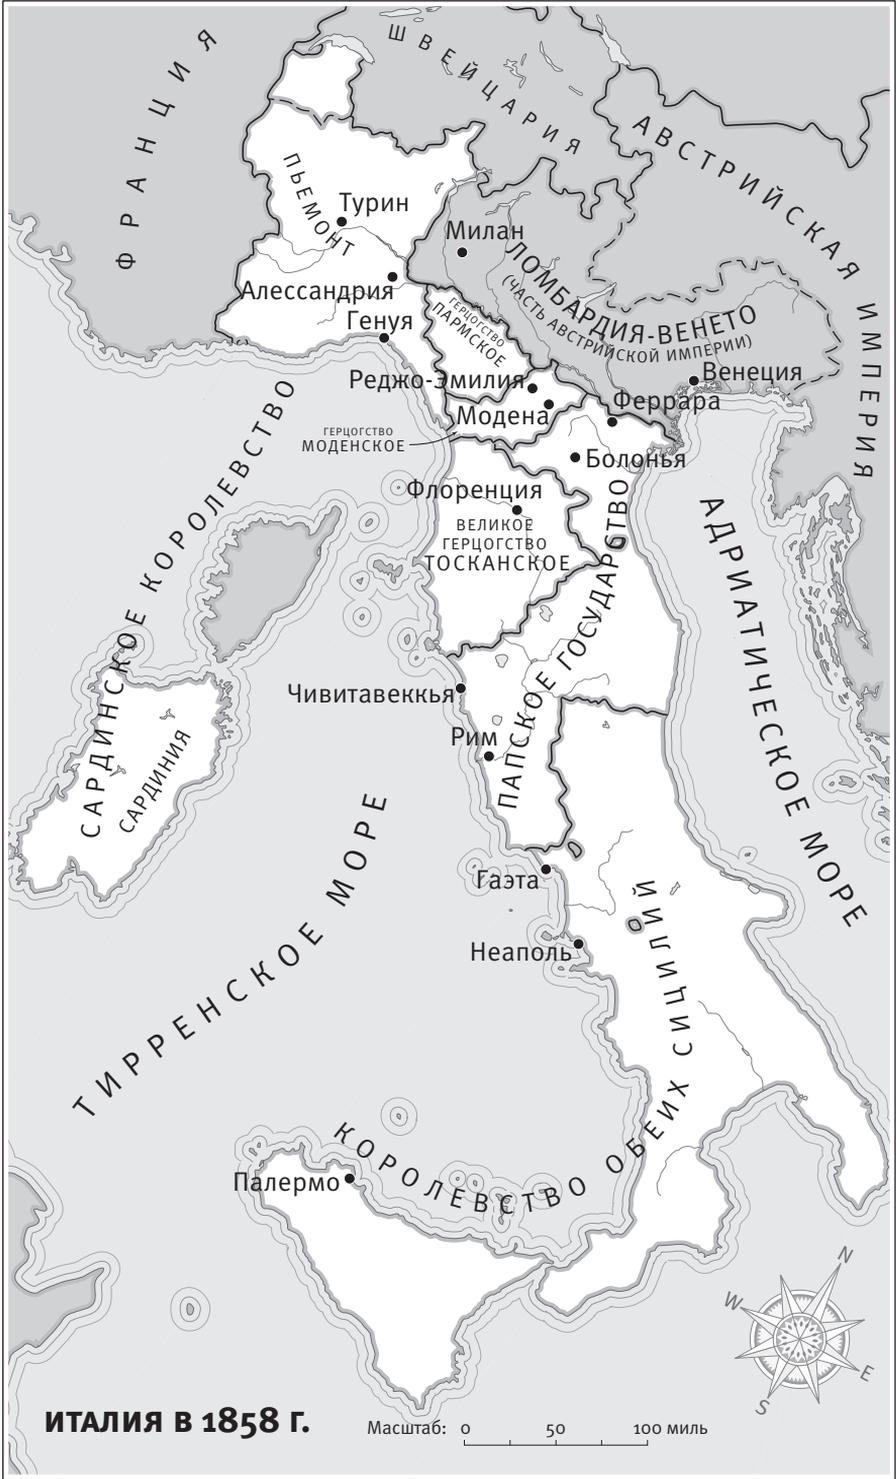 ФРАНЦИЯ
ШВЕЙЦАРИЯ
АВСТРИЙСКАЯ ИМПЕРИЯ
ПЬЕМОНТ
Турин
Милан
ЛОМБАРДИЯ-ВЕНЕТО
(ЧАСТЬ АВСТРИЙСКОЙ ИМПЕРИИ)
Алессандрия
Генуя
ГЕРЦОГСТВО
ПАРМСКОЕ
Венеция
Реджо-Эмилия
Модена
Феррара
ГЕРЦОГСТВО
МОДЕНСКОЕ
Болонья
Флоренция
ВЕЛИКОЕ
ГЕРЦОГСТВО
ТОСКАНСКОЕ
САРДИНСКОЕ КОРОЛЕВСТВО
САРДИНИЯ
ПАПСКОЕ ГОСУДАРСТВО
АДРИАТИЧЕСКОЕ МОРЕ
Чивитавеккья
Рим
ТИРРЕНСКОЕ МОРЕ
Гаэта
Неаполь
КОРОЛЕВСТВО ОБЕИХ СИЦИЛИЙ
Палермо
N
W
E
S
ИТАЛИЯ В 1858 Г.
Масштаб: 0 50 100 миль